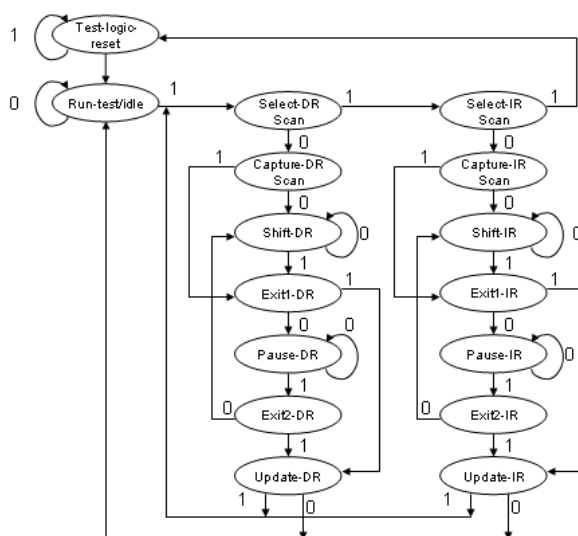 Test-logic-
reset
1
Run-test/idle
0
1
Select-DR
Scan
1
Select-IR
Scan
1
0
0
1
Capture-DR
Scan
1
Capture-IR
Scan
0
0
Shift-DR
0
Shift-IR
0
1
1
Exit1-DR
1
Exit1-IR
1
0
0
0
Pause-DR
Pause-IR
0
1
1
0
Exit2-DR
0
Exit2-IR
1
1
Update-DR
Update-IR
1
0
1
0